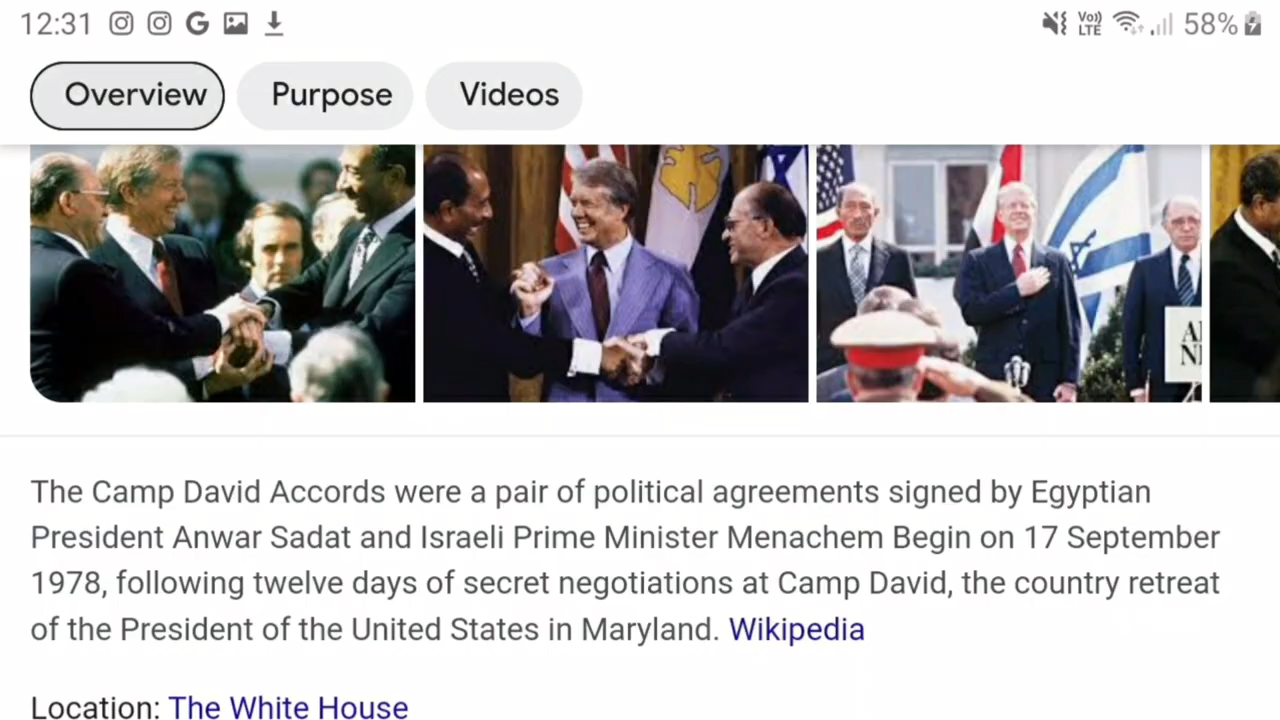 12:31 58%
Vo)) LTE
Overview Purpose Videos
The Camp David Accords were a pair of political agreements signed by Egyptian
President Anwar Sadat and Israeli Prime Minister Menachem Begin on 17 September
1978, following twelve days of secret negotiations at Camp David, the country retreat
of the President of the United States in Maryland. Wikipedia
Location: The White House